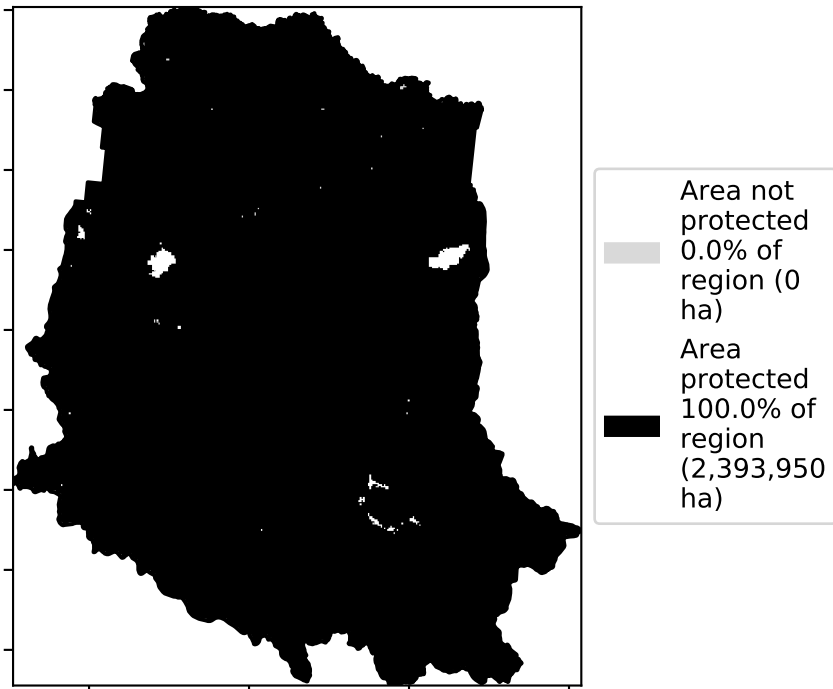 Area not
protected
0.0% of
region (0
ha)
Area
protected
100.0% of
region
(2,393,950
ha)